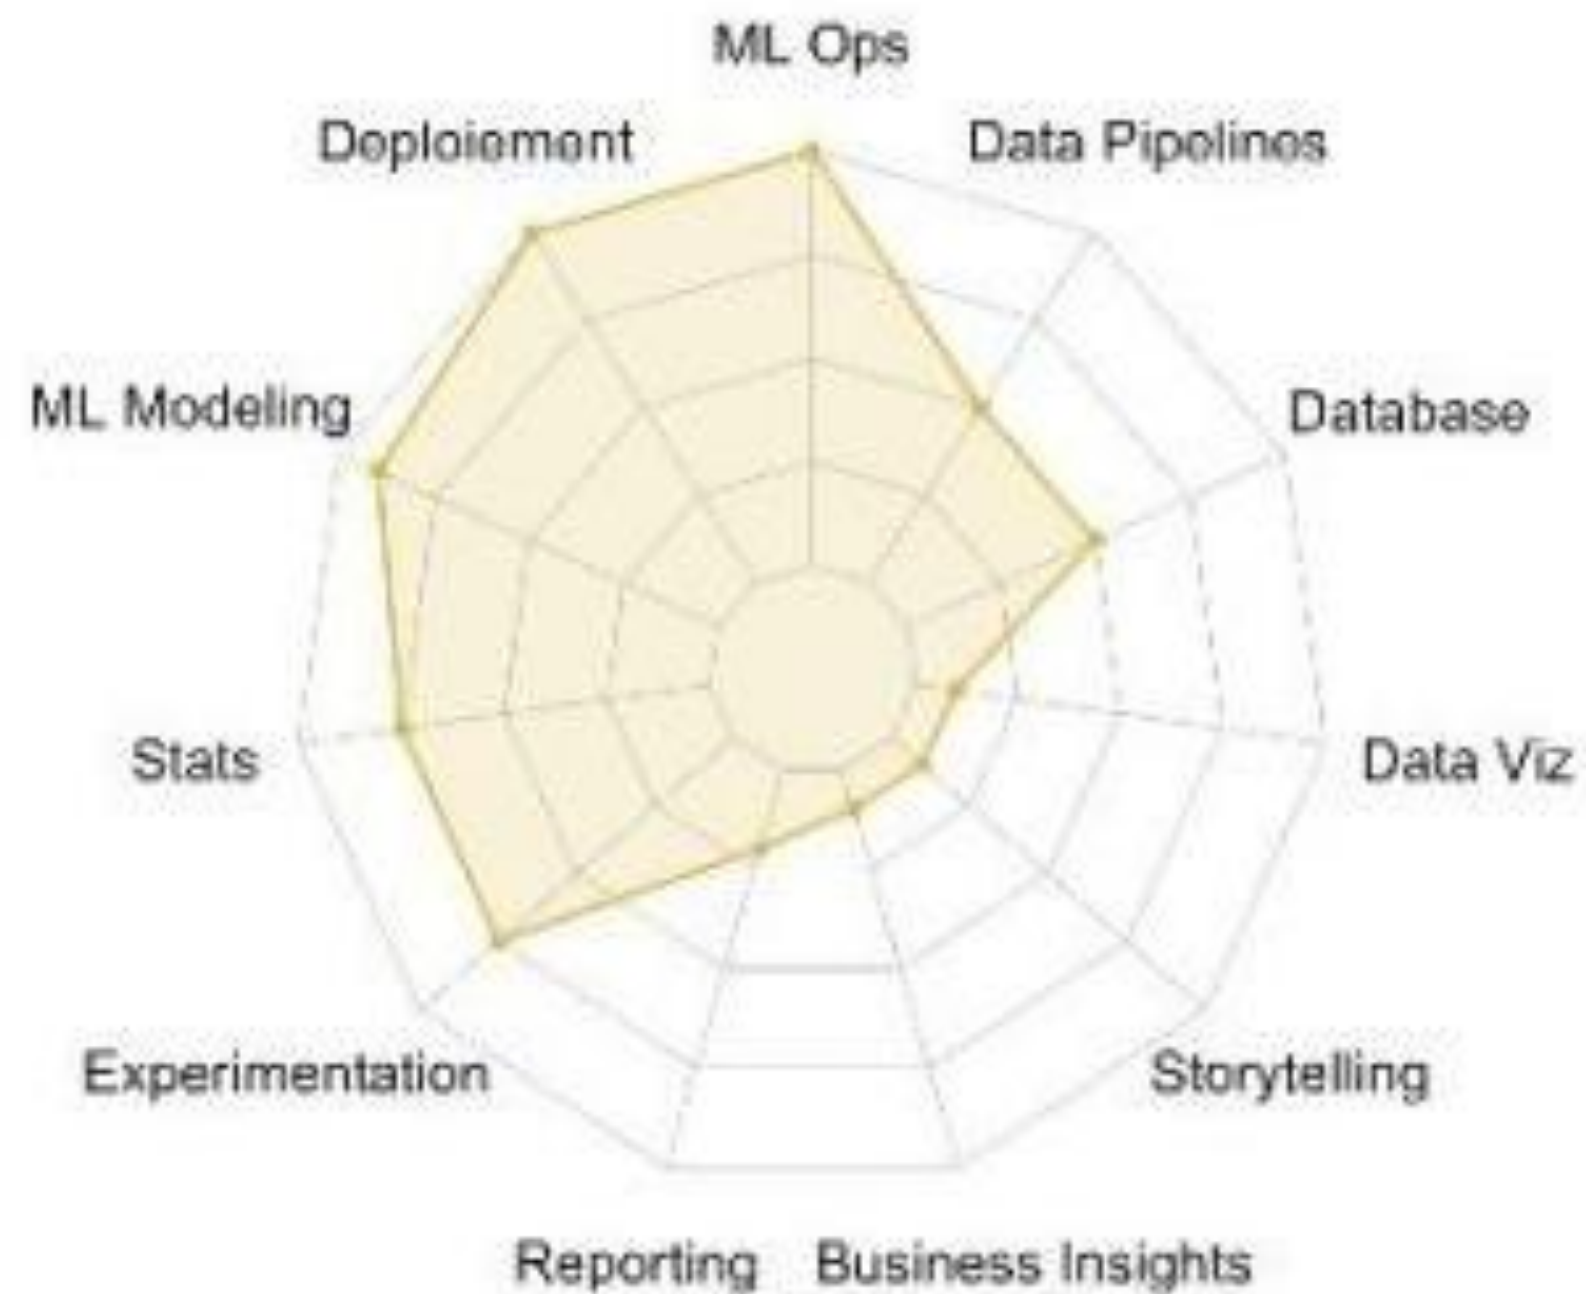 ML Ops
Deploiement
Data Pipelines
ML Modeling
Database
Stats
Data Viz
Experimentation
Storytelling
Reporting
Business Insights